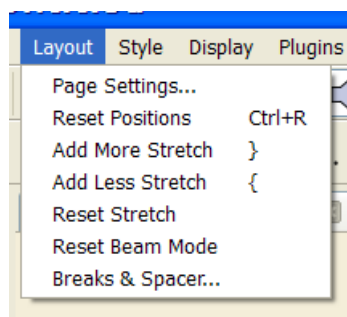 Layout Style Display Plugins
Page Settings...
Reset Positions Ctrl+R
Add More Stretch }
Add Less Stretch {
Reset Stretch
Reset Beam Mode
Breaks & Spacer...